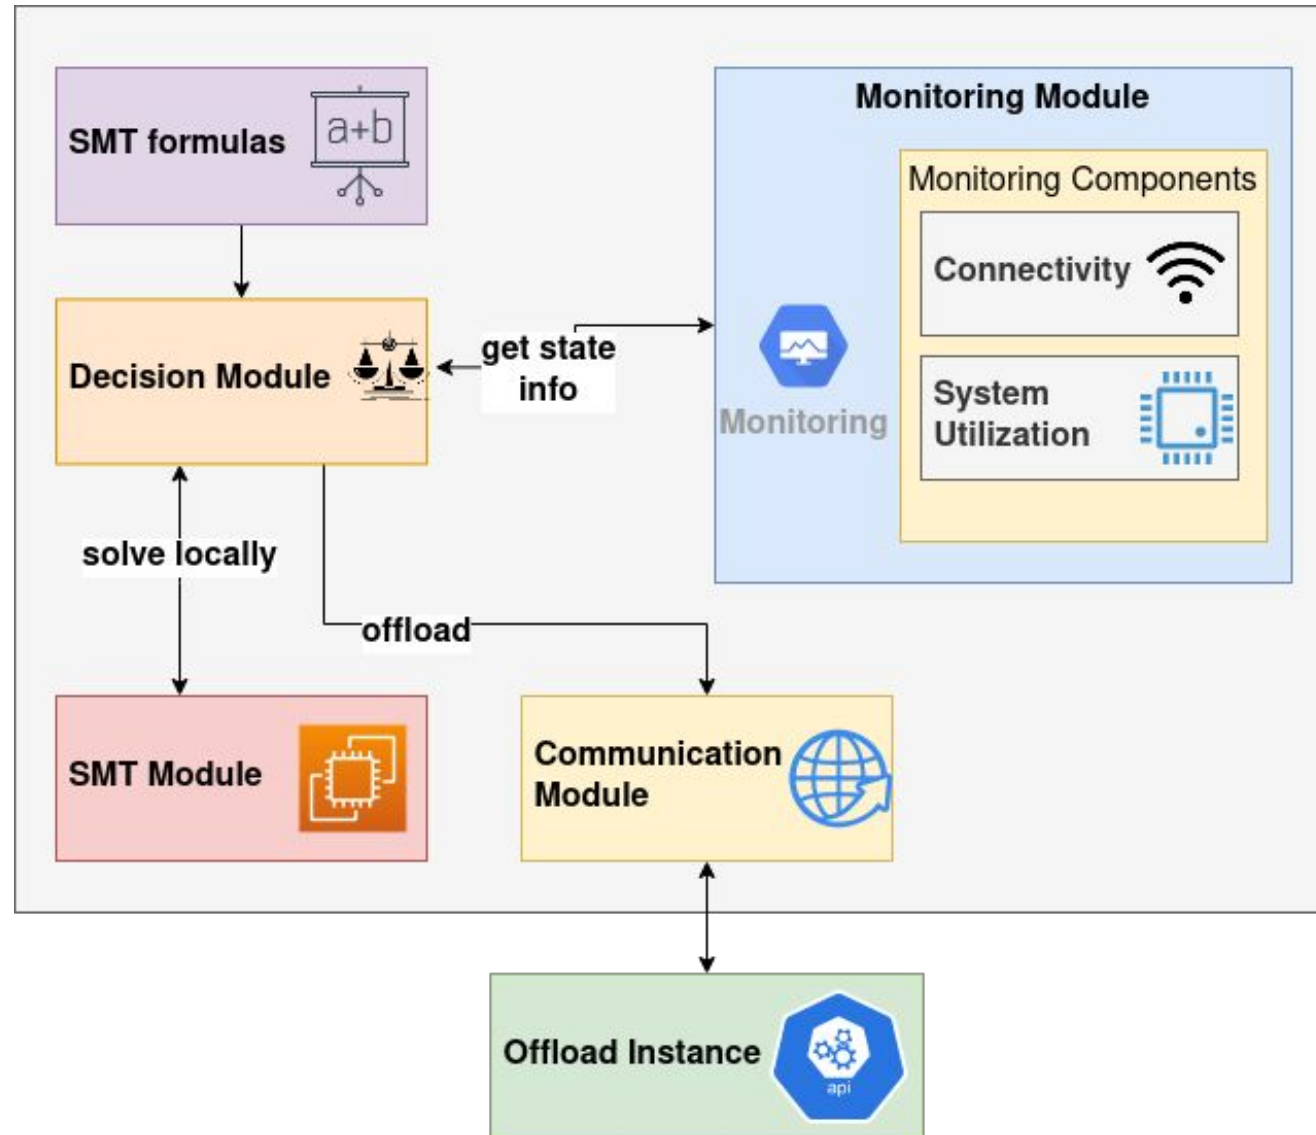 SMT formulas
a+b
Monitoring Module
Monitoring Components
Connectivity
System
Utilization
Monitoring
Decision Module
get state
info
solve locally
offload
SMT Module
Communication
Module
Offload Instance
api